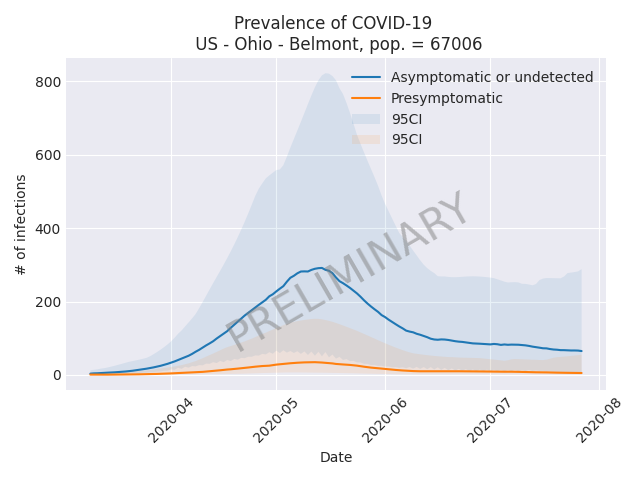 Prevalence of COVID-19
US - Ohio - Belmont, pop. = 67006
# of infections
800
600
400
200
0
Asymptomatic or undetected
Presymptomatic
95CI
95CI
PRELIMINARY
2020-04
2020-05
2020-06
2020-07
2020-08
Date